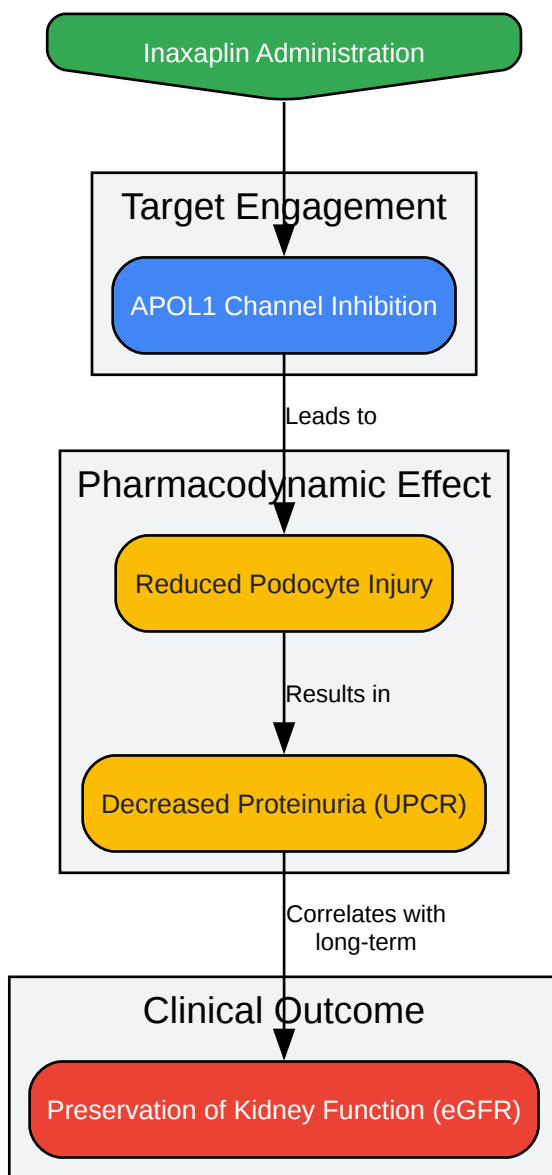 Inaxaplin Administration
Target Engagement
APOL1 Channel Inhibition
Leads to
Pharmacodynamic Effect
Reduced Podocyte Injury
Results in
Decreased Proteinuria (UPCR)
Correlates with
long-term
Clinical Outcome
Preservation of Kidney Function (eGFR)